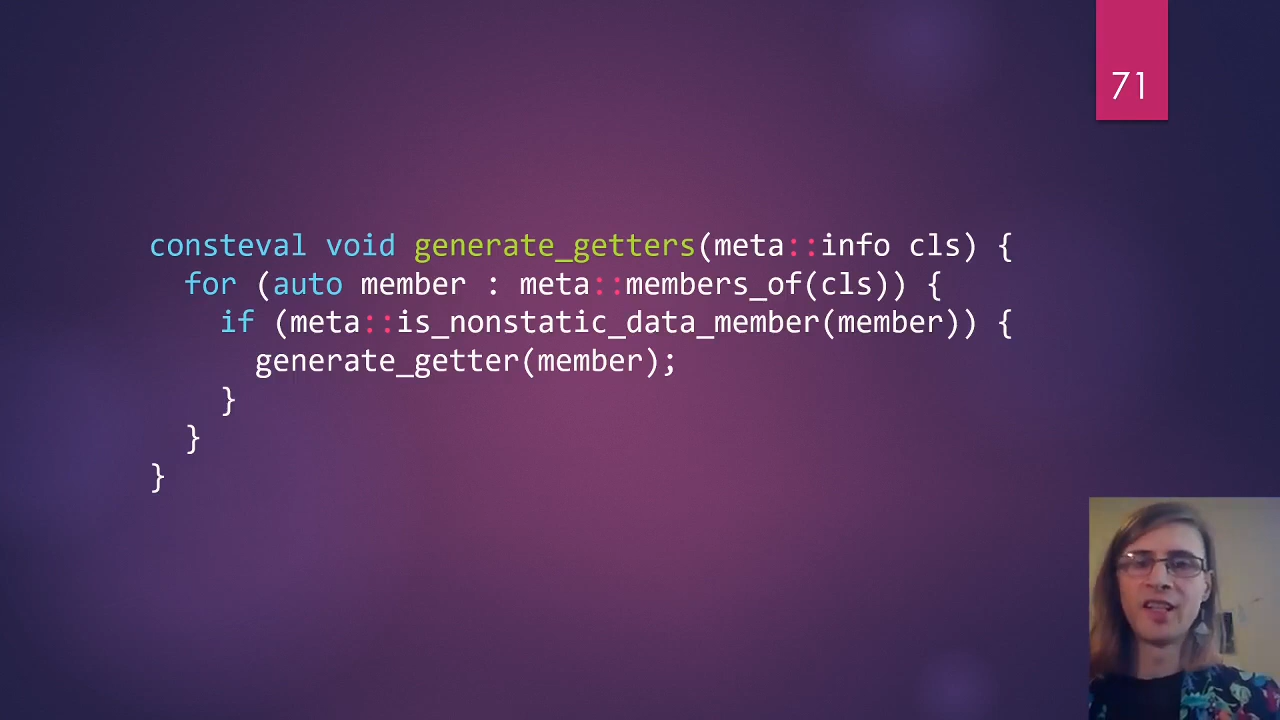 71
consteval void generate_getters(meta::info cls) {
  for (auto member : meta::members_of(cls)) {
    if (meta::is_nonstatic_data_member(member)) {
      generate_getter(member);
    }
  }
}